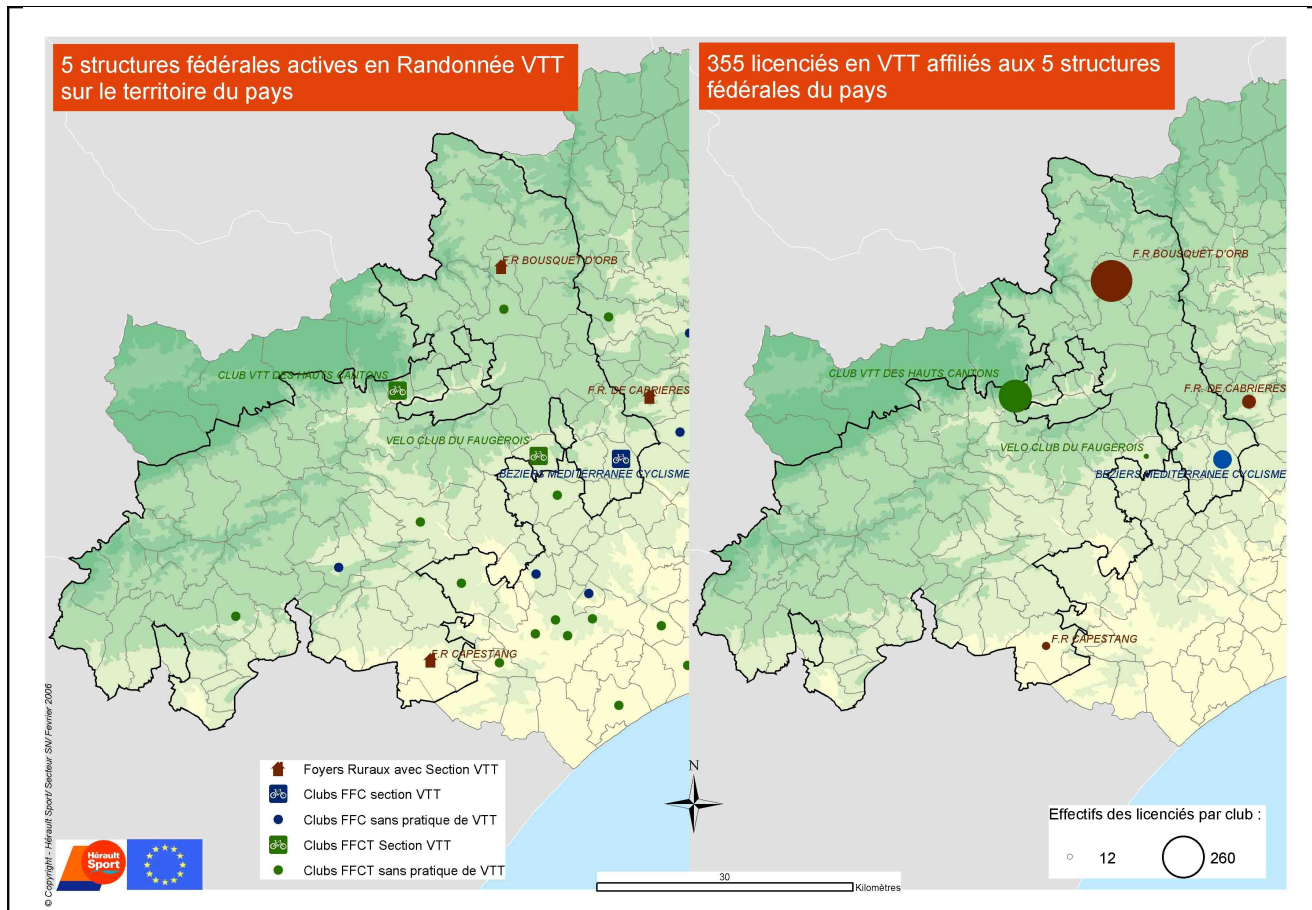 5 structures fédérales actives en Randonnée VTT
sur le territoire du pays
355 licenciés en VTT affiliés aux 5 structures
fédérales du pays
F.R BOUSQUET D'ORB
CLUB VTT DES HAUTS CANTONS
F.R. DE CABRIERES
VELO CLUB DU FAUGEROIS
BEZIERS MEDITERRANEE CYCLISME
F.R CAPESTANG
F.R BOUSQUET D'ORB
CLUB VTT DES HAUTS CANTONS
F.R. DE CABRIERES
VELO CLUB DU FAUGEROIS
BEZIERS MEDITERRANEE CYCLISME
F.R CAPESTANG
Foyers Ruraux avec Section VTT
Clubs FFC section VTT
Clubs FFC sans pratique de VTT
Clubs FFCT Section VTT
Clubs FFCT sans pratique de VTT
N
30
Kilomètres
Effectifs des licenciés par club :
12
260
Hérault
Sport
© Copyright - Hérault Sport/ Secteur SN/ Fevrier 2006